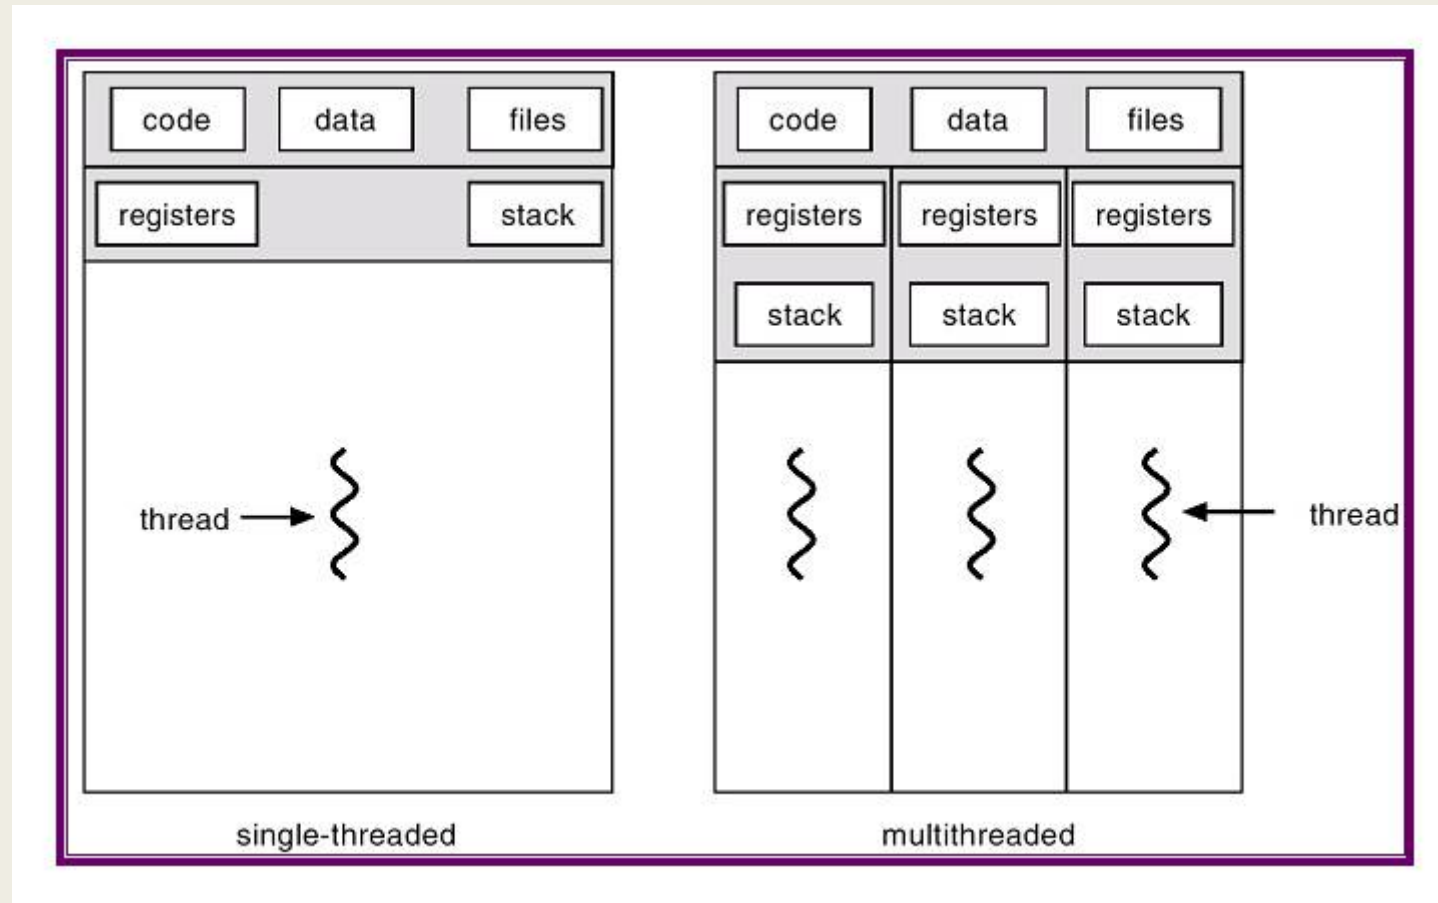 code data files
registers stack
thread
single-threaded
code data files
registers registers registers
stack stack stack
thread
multithreaded